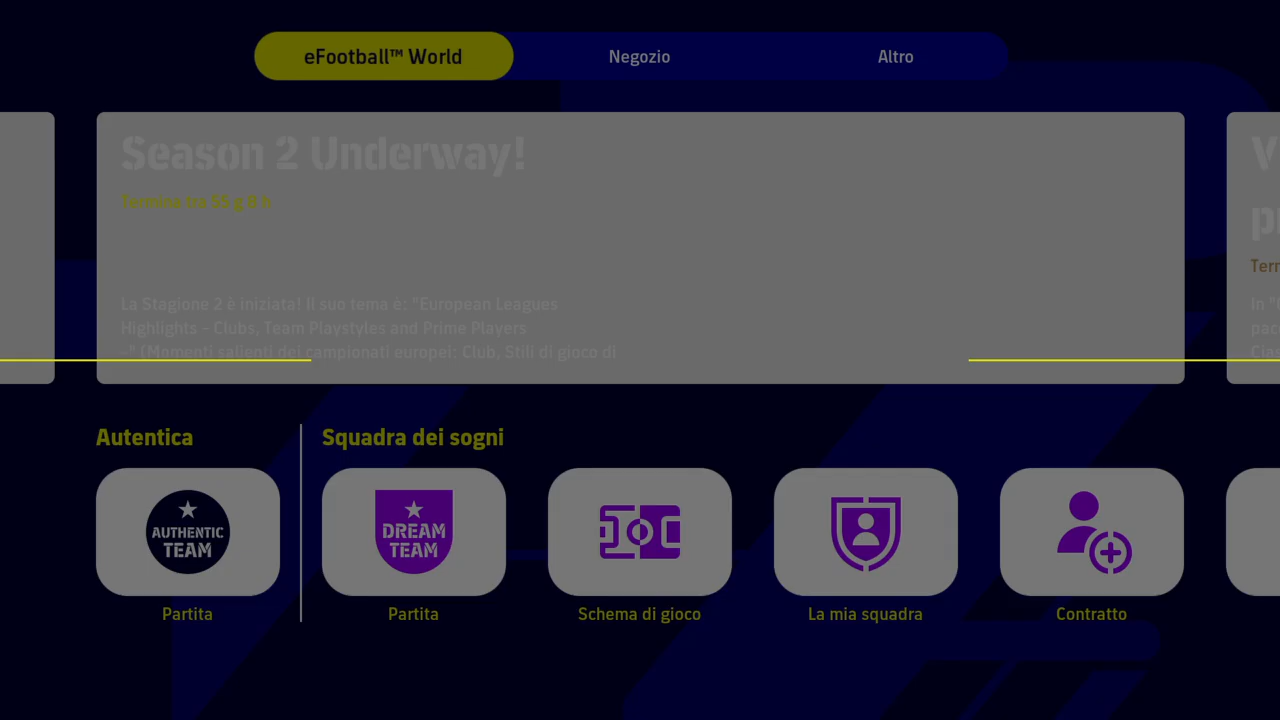 eFootball™ World
Negozio
Altro
Season 2 Underway!
Termina tra 55 g 8 h
La Stagione 2 è iniziata! Il suo tema è: "European Leagues
Highlights - Clubs, Team Playstyles and Prime Players
-" (Momenti salienti dei campionati europei: Club, Stili di gioco di
Autentica
Squadra dei sogni
AUTHENTIC
TEAM
DREAM
TEAM
Partita
Partita
Schema di gioco
La mia squadra
Contratto